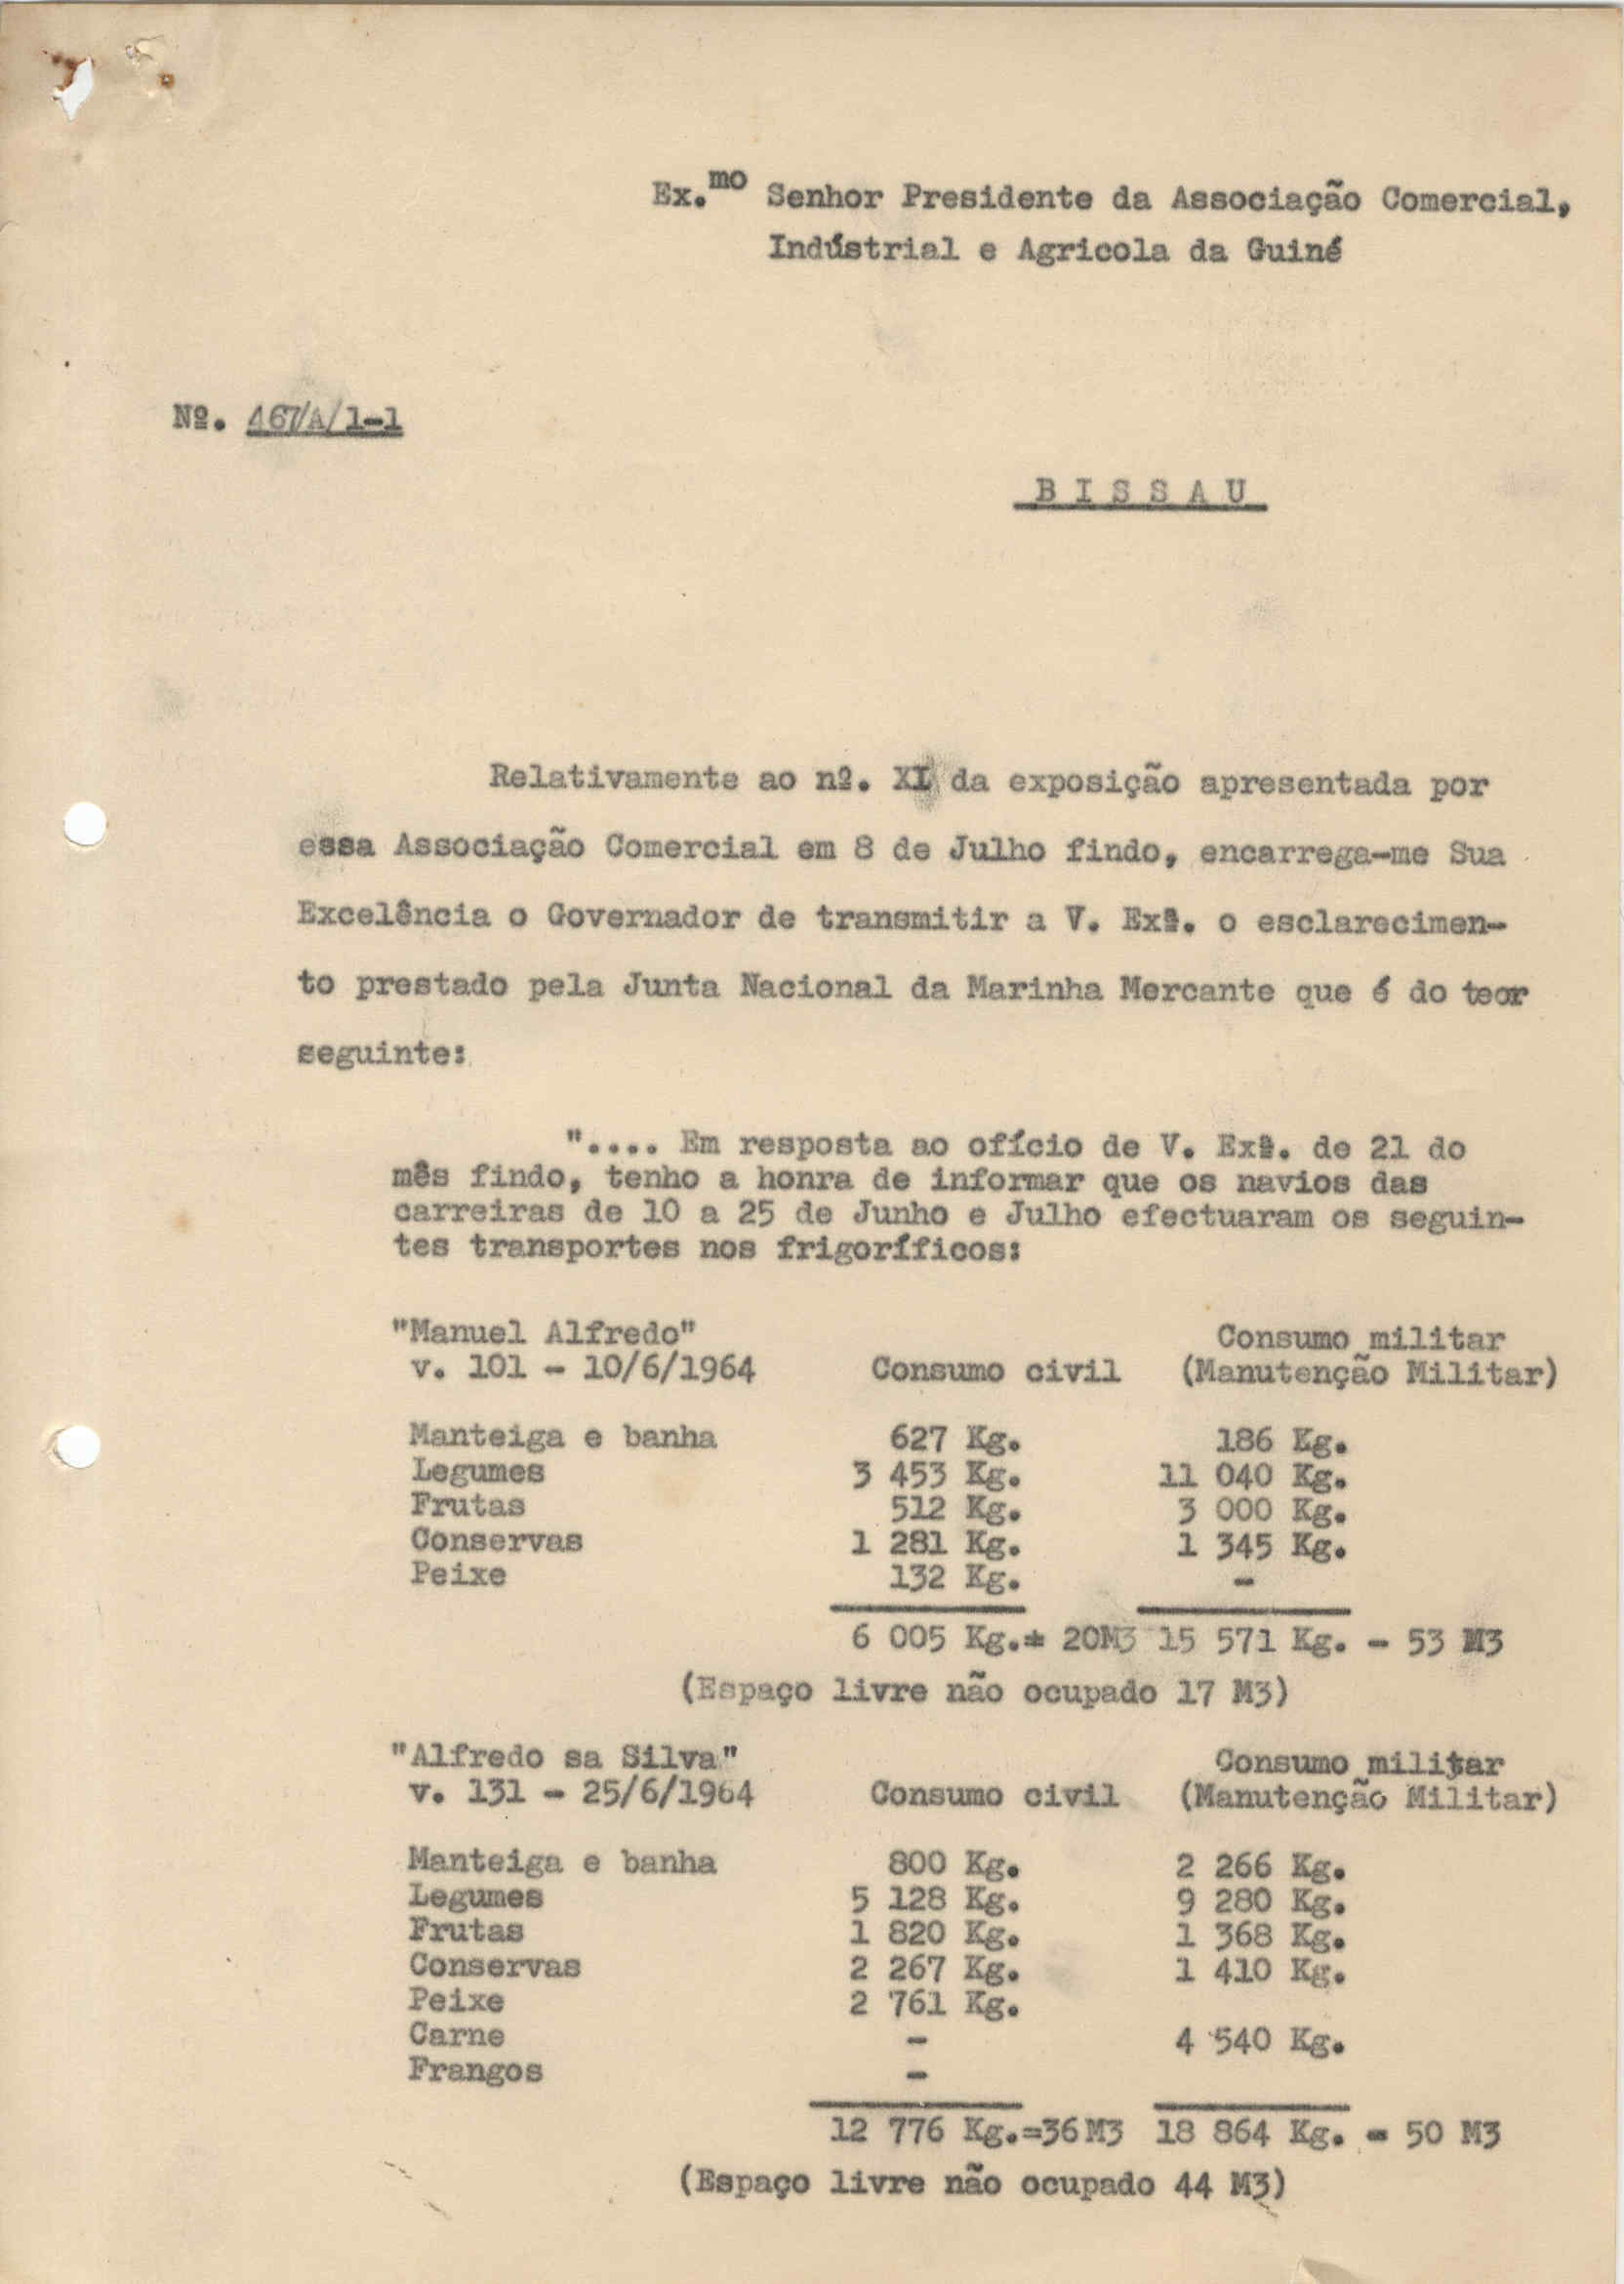 Ex.mo Senhor Presidente da Associação Comercial,
Indústrial e Agricola da Guiné
Nº. 467/A/1-1
B I S S A U
Relativamente ao nº. XI da exposição apresentada por
essa Associação Comercial em 8 de Julho findo, encarrega-me Sua
Excelência o Governador de transmitir a V. Exª. o esclarecimen-
to prestado pela Junta Nacional da Marinha Mercante que é do teor
seguinte:
".... Em resposta ao ofício de V. Exª. de 21 do
mês findo, tenho a honra de informar que os navios das
carreiras de 10 a 25 de Junho e Julho efectuaram os seguin-
tes transportes nos frigoríficos:
"Manuel Alfredo" Consumo militar
v. 101 - 10/6/1964 Consumo civil (Manutenção Militar)
Manteiga e banha 627 Kg. 186 Kg.
Legumes 3 453 Kg. 11 040 Kg.
Frutas 512 Kg. 3 000 Kg.
Conservas 1 281 Kg. 1 345 Kg.
Peixe 132 Kg. -
6 005 Kg.= 20M3 15 571 Kg. - 53 M3
(Espaço livre não ocupado 17 M3)
"Alfredo sa Silva" Consumo militar
v. 131 - 25/6/1964 Consumo civil (Manutenção Militar)
Manteiga e banha 800 Kg. 2 266 Kg.
Legumes 5 128 Kg. 9 280 Kg.
Frutas 1 820 Kg. 1 368 Kg.
Conservas 2 267 Kg. 1 410 Kg.
Peixe 2 761 Kg.
Carne - 4 540 Kg.
Frangos -
12 776 Kg.=36M3 18 864 Kg. - 50 M3
(Espaço livre não ocupado 44 M3)